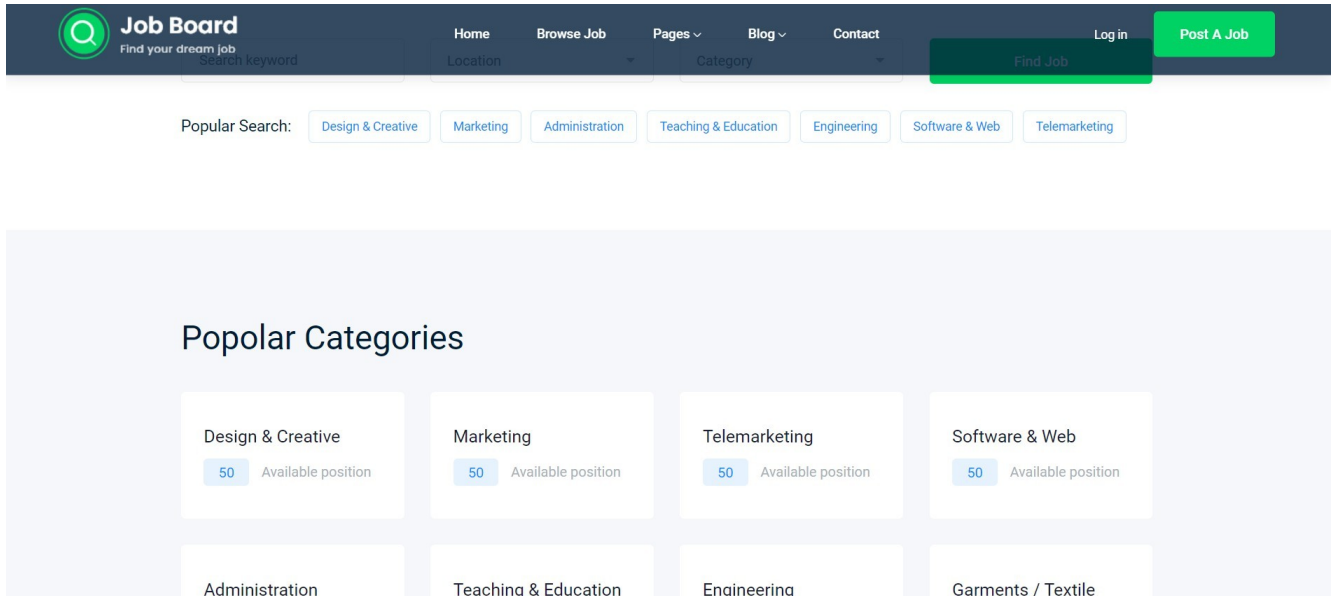 Job Board
Find your dream job
Home Browse Job Pages Blog Contact Log in Post A Job
Search keyword Location Category Find Job
Popular Search: Design & Creative Marketing Administration Teaching & Education Engineering Software & Web Telemarketing
Popolar Categories
Design & Creative Marketing Telemarketing Software & Web
50 Available position 50 Available position 50 Available position 50 Available position
Administration Teaching & Education Engineering Garments / Textile